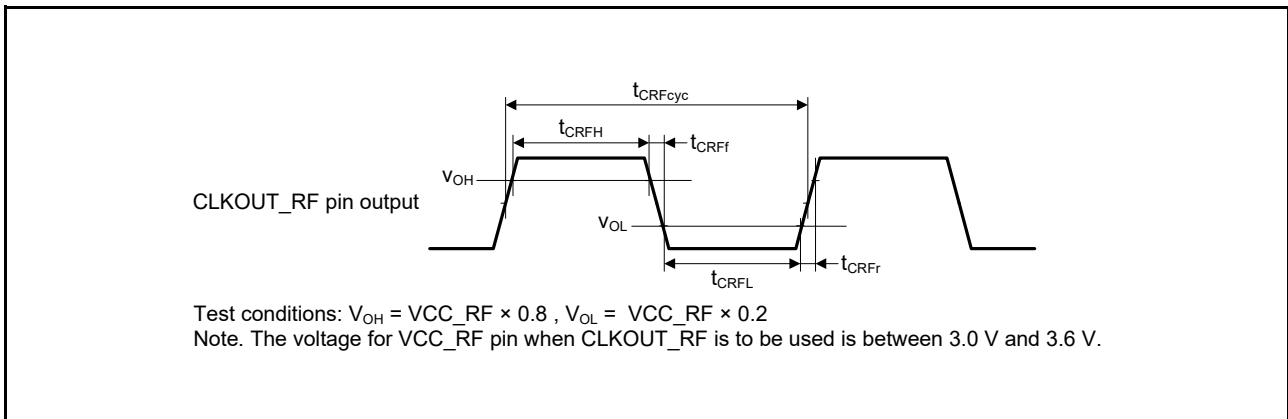 tCRFcyc
tCRFH
tCRFf
VOH
CLKOUT_RF pin output
VOL
tCRFL
tCRFr
Test conditions: VOH = VCC_RF × 0.8 , VOL = VCC_RF × 0.2
Note. The voltage for VCC_RF pin when CLKOUT_RF is to be used is between 3.0 V and 3.6 V.